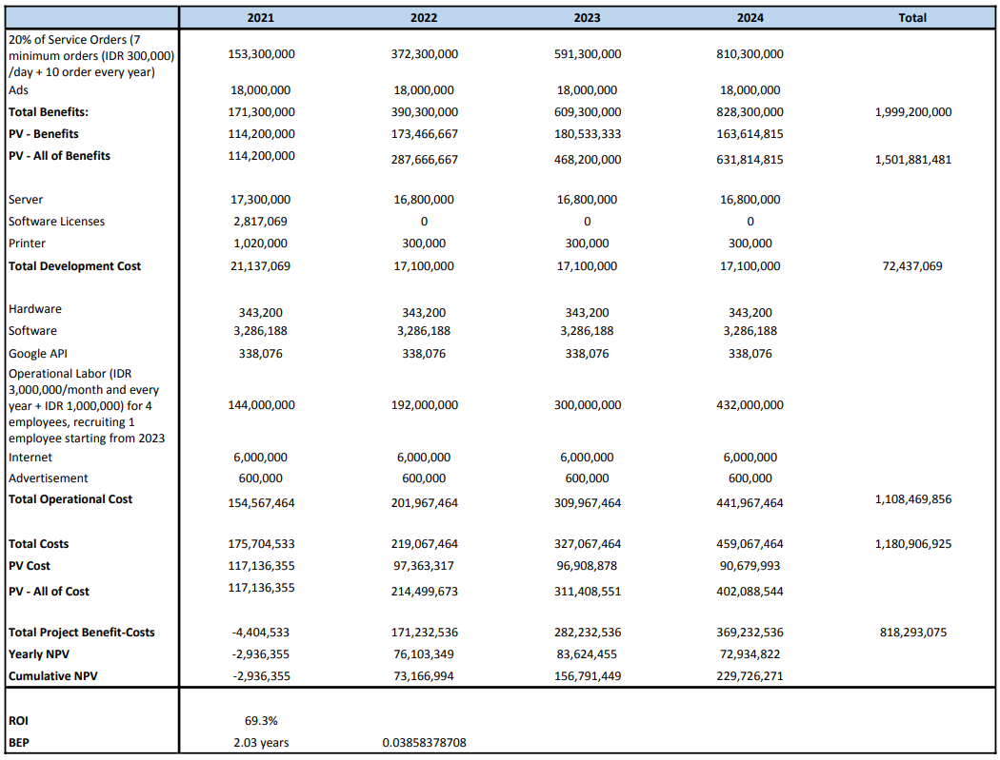 2021 2022 2023 2024 Total
20% of Service Orders (7
minimum orders (IDR 300,000) 153,300,000 372,300,000 591,300,000 810,300,000
/day + 10 order every year)
Ads 18,000,000 18,000,000 18,000,000 18,000,000
Total Benefits: 171,300,000 390,300,000 609,300,000 828,300,000 1,999,200,000
PV - Benefits 114,200,000 173,466,667 180,533,333 163,614,815
PV - All of Benefits 114,200,000 287,666,667 468,200,000 631,814,815 1,501,881,481
Server 17,300,000 16,800,000 16,800,000 16,800,000
Software Licenses 2,817,069 0 0 0
Printer 1,020,000 300,000 300,000 300,000
Total Development Cost 21,137,069 17,100,000 17,100,000 17,100,000 72,437,069
Hardware 343,200 343,200 343,200 343,200
Software 3,286,188 3,286,188 3,286,188 3,286,188
Google API 338,076 338,076 338,076 338,076
Operational Labor (IDR
3,000,000/month and every
year + IDR 1,000,000) for 4 144,000,000 192,000,000 300,000,000 432,000,000
employees, recruiting 1
employee starting from 2023
Internet 6,000,000 6,000,000 6,000,000 6,000,000
Advertisement 600,000 600,000 600,000 600,000
Total Operational Cost 154,567,464 201,967,464 309,967,464 441,967,464 1,108,469,856
Total Costs 175,704,533 219,067,464 327,067,464 459,067,464 1,180,906,925
PV Cost 117,136,355 97,363,317 96,908,878 90,679,993
PV - All of Cost 117,136,355 214,499,673 311,408,551 402,088,544
Total Project Benefit-Costs -4,404,533 171,232,536 282,232,536 369,232,536 818,293,075
Yearly NPV -2,936,355 76,103,349 83,624,455 72,934,822
Cumulative NPV -2,936,355 73,166,994 156,791,449 229,726,271
ROI 69.3%
BEP 2.03 years 0.03858378708